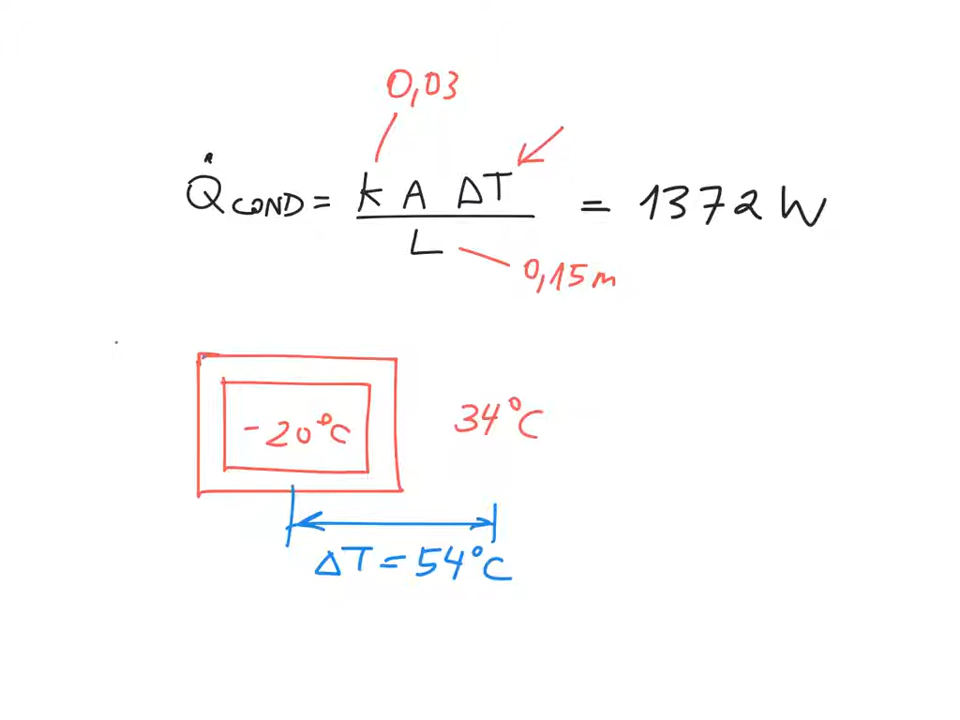 0,03
Q̇COND = k A ΔT / L = 1372 W
0,15 m
-20°C
34°C
ΔT = 54°C